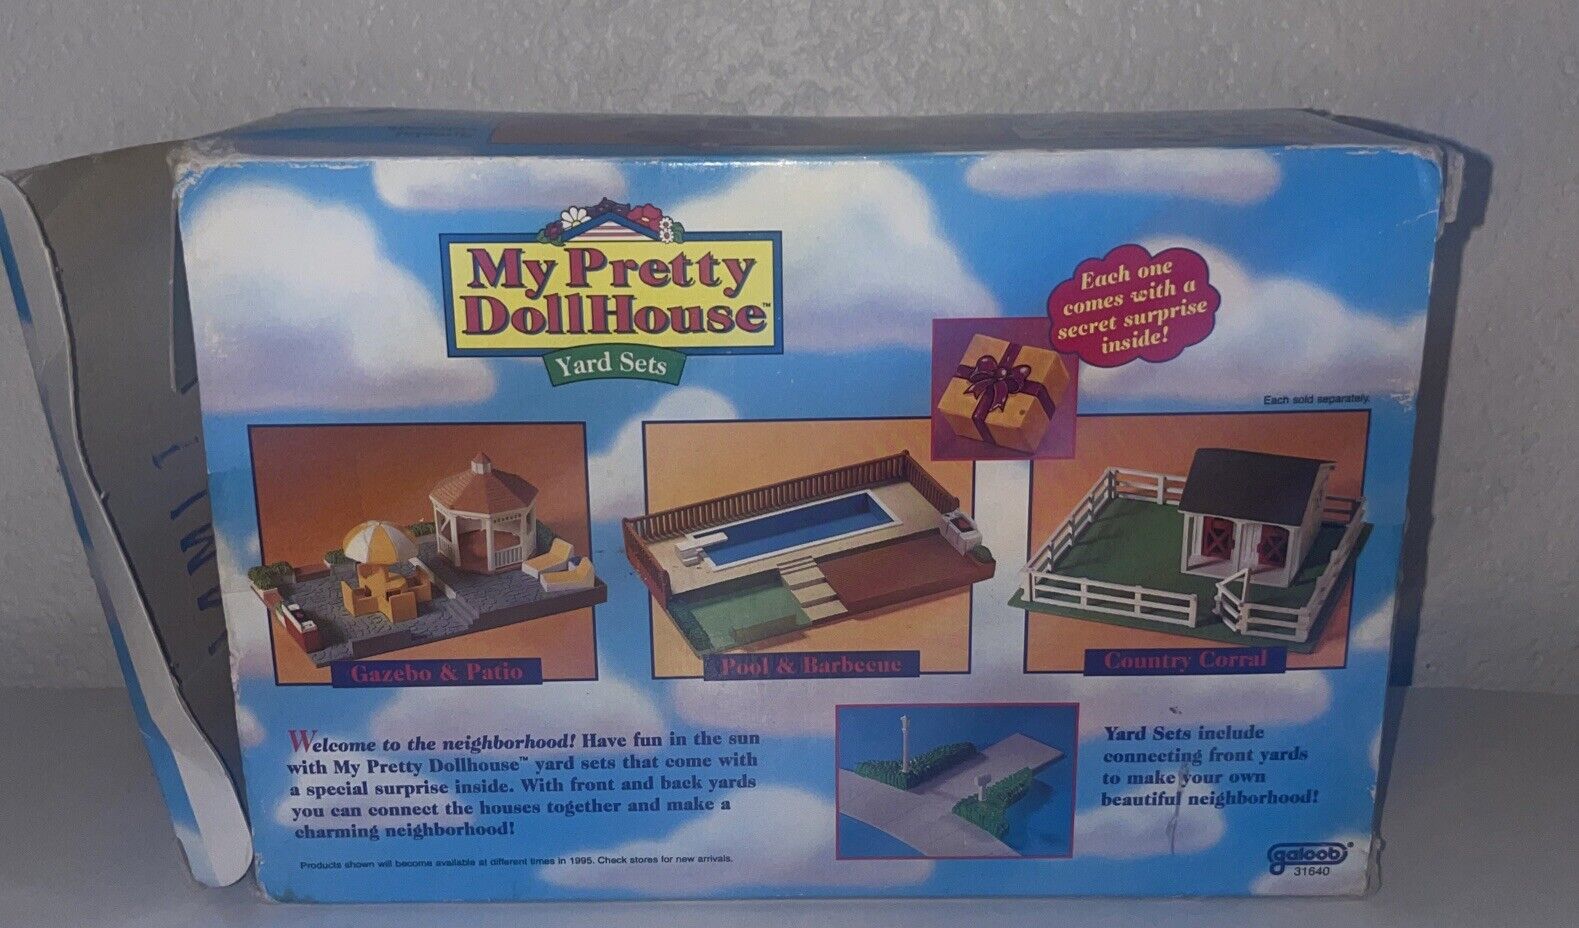 My Pretty
DollHouse™
Yard Sets
Each one
comes with a
secret surprise
inside!
Each sold separately.
Gazebo & Patio
Pool & Barbecue
Country Corral
Welcome to the neighborhood! Have fun in the sun
with My Pretty Dollhouse™ yard sets that come with
a special surprise inside. With front and back yards
you can connect the houses together and make a
charming neighborhood!
Products shown will become available at different times in 1995. Check stores for new arrivals.
Yard Sets include
connecting front yards
to make your own
beautiful neighborhood!
galoob®
31640